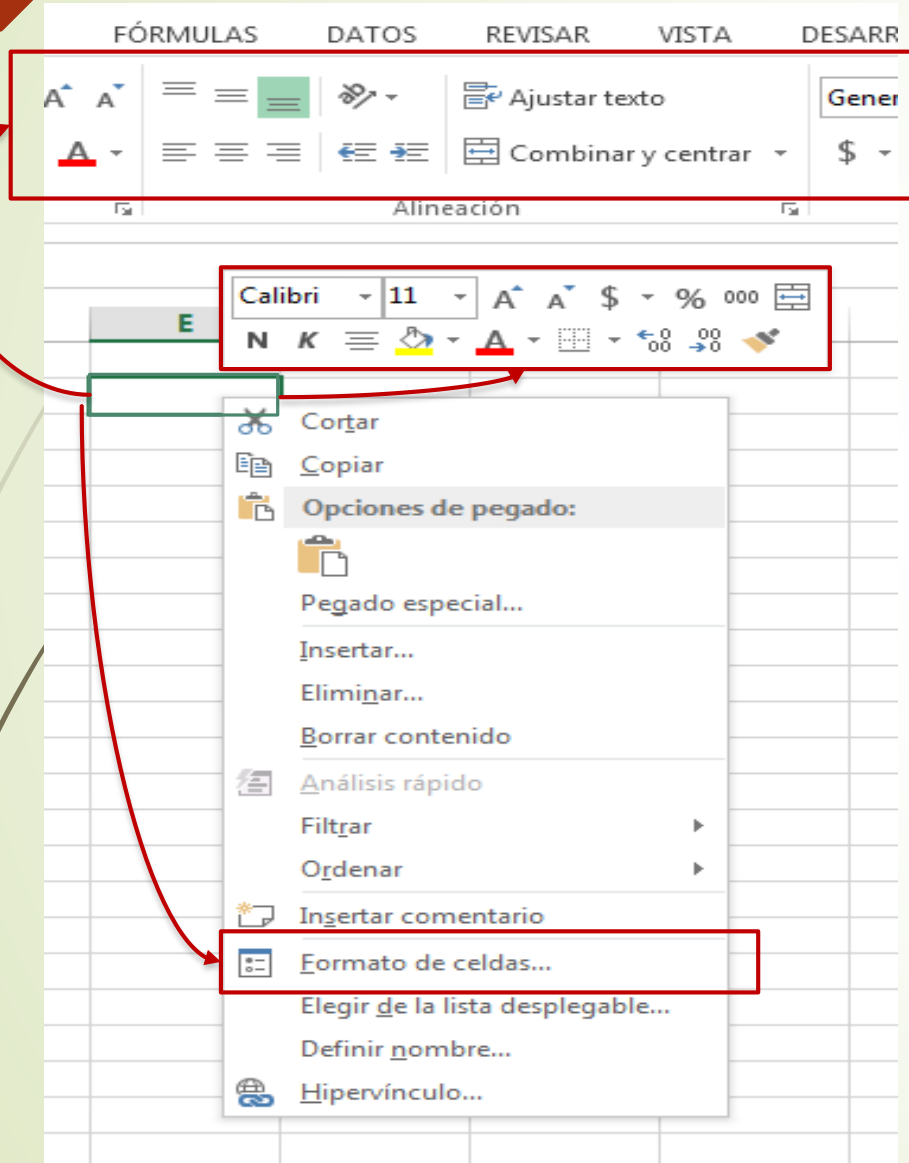 FÓRMULAS DATOS REVISAR VISTA DESARR
A A Ajustar texto Gener
A Combinar y centrar $
Alineación
Calibri 11 A A $ % 000
E
N K A
Cortar
Copiar
Opciones de pegado:
Pegado especial...
Insertar...
Eliminar...
Borrar contenido
Análisis rápido
Filtrar
Ordenar
Insertar comentario
Formato de celdas...
Elegir de la lista desplegable...
Definir nombre...
Hipervínculo...